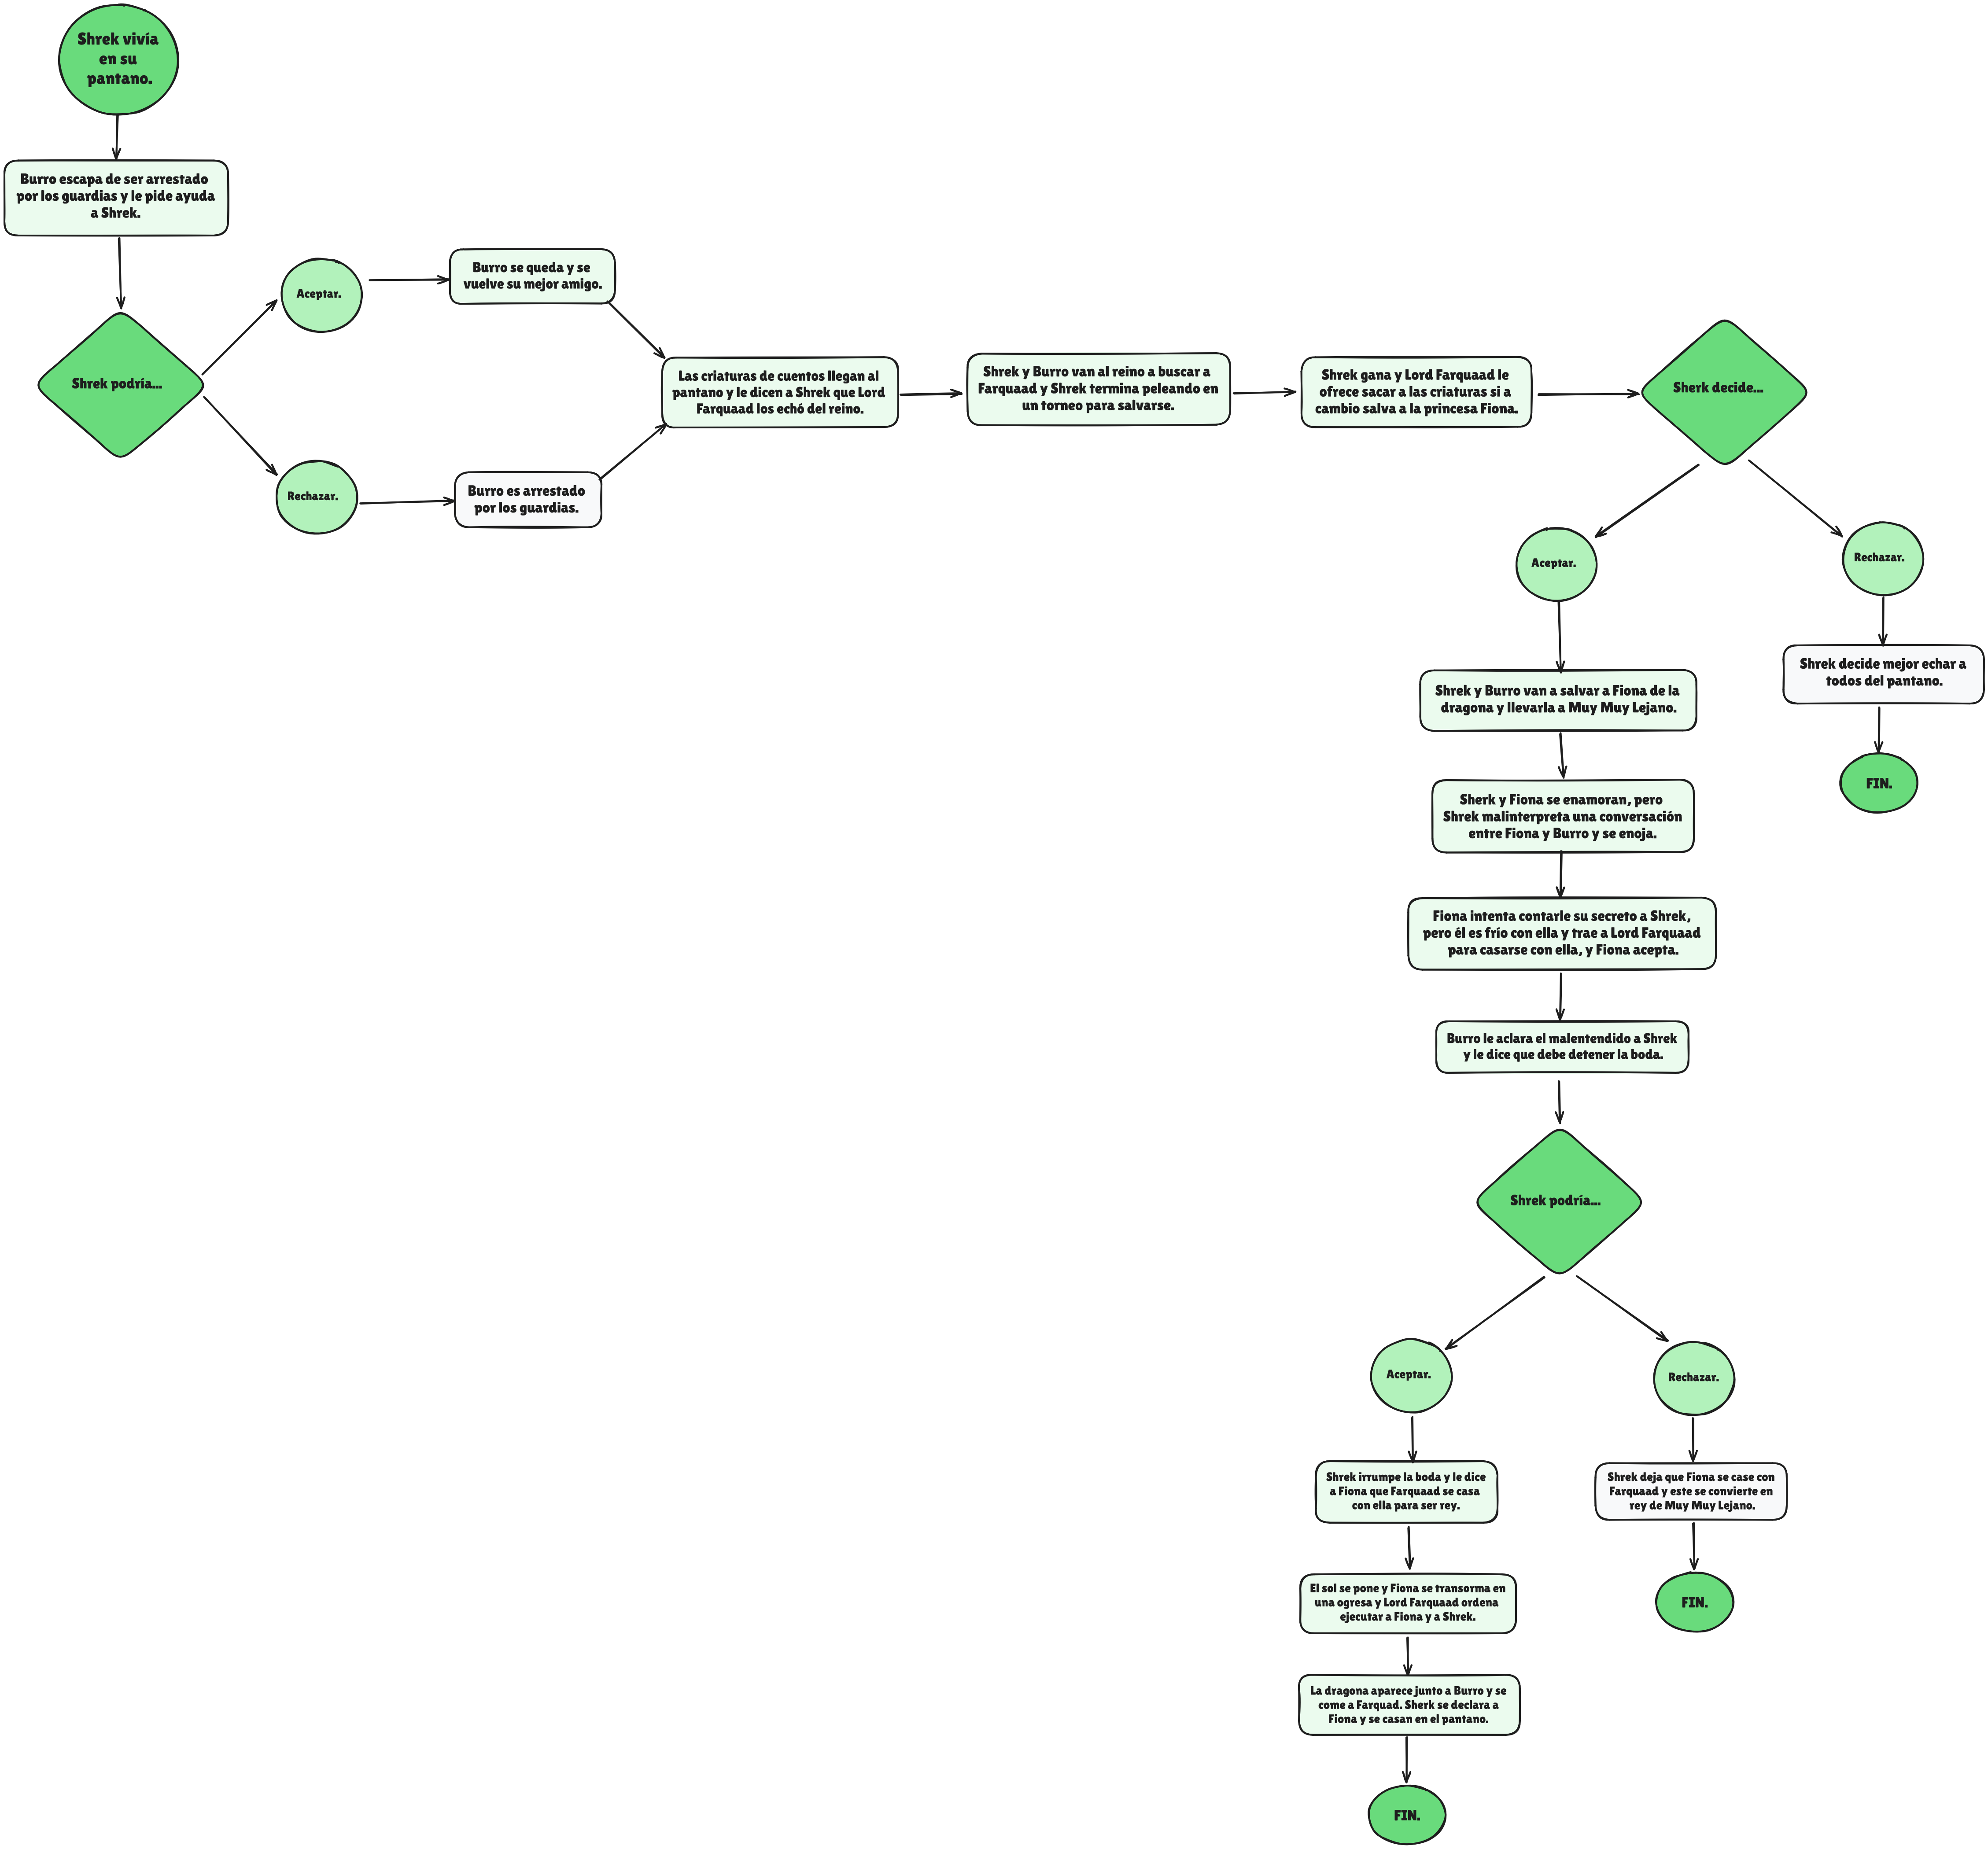 Shrek vivía
en su
pantano.
Burro escapa de ser arrestado
por los guardias y le pide ayuda
a Shrek.
Shrek podría...
Aceptar.
Burro se queda y se
vuelve su mejor amigo.
Rechazar.
Burro es arrestado
por los guardias.
Las criaturas de cuentos llegan al
pantano y le dicen a Shrek que Lord
Farquaad los echó del reino.
Shrek y Burro van al reino a buscar a
Farquaad y Shrek termina peleando en
un torneo para salvarse.
Shrek gana y Lord Farquaad le
ofrece sacar a las criaturas si a
cambio salva a la princesa Fiona.
Sherk decide...
Aceptar.
Rechazar.
Shrek decide mejor echar a
todos del pantano.
FIN.
Shrek y Burro van a salvar a Fiona de la
dragona y llevarla a Muy Muy Lejano.
Sherk y Fiona se enamoran, pero
Shrek malinterpreta una conversación
entre Fiona y Burro y se enoja.
Fiona intenta contarle su secreto a Shrek,
pero él es frío con ella y trae a Lord Farquaad
para casarse con ella, y Fiona acepta.
Burro le aclara el malentendido a Shrek
y le dice que debe detener la boda.
Shrek podría...
Aceptar.
Rechazar.
Shrek irrumpe la boda y le dice
a Fiona que Farquaad se casa
con ella para ser rey.
Shrek deja que Fiona se case con
Farquaad y este se convierte en
rey de Muy Muy Lejano.
FIN.
El sol se pone y Fiona se transorma en
una ogresa y Lord Farquaad ordena
ejecutar a Fiona y a Shrek.
La dragona aparece junto a Burro y se
come a Farquad. Sherk se declara a
Fiona y se casan en el pantano.
FIN.